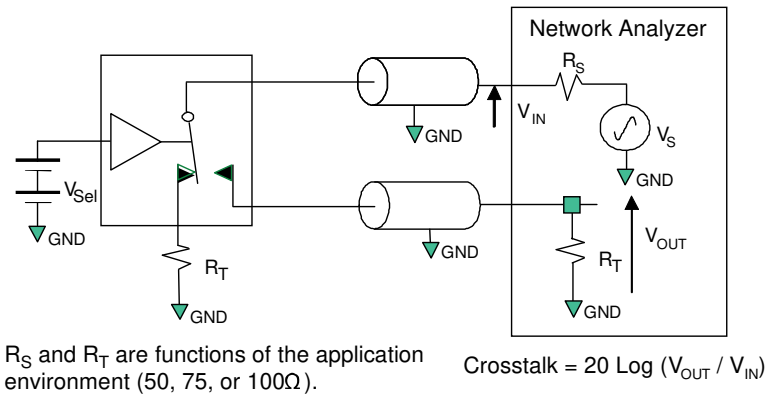 Network Analyzer
R_S
GND
V_IN
V_S
GND
V_Sel
GND
GND
V_OUT
R_T
R_T
GND
GND
R_S and R_T are functions of the application
environment (50, 75, or 100Ω).
Crosstalk = 20 Log (V_OUT / V_IN)